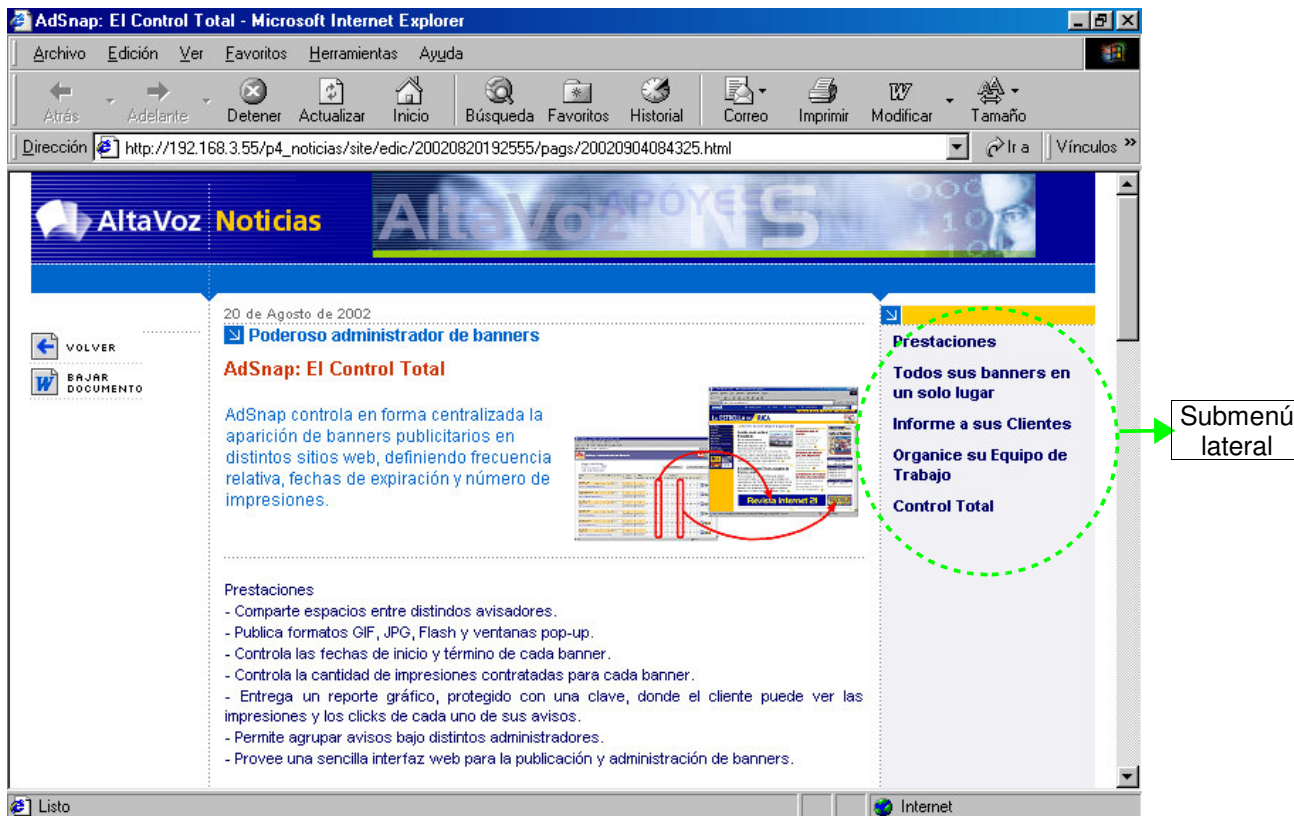 AdSnap: El Control Total - Microsoft Internet Explorer
Archivo Edición Ver Favoritos Herramientas Ayuda
Atrás Adelante Detener Actualizar Inicio Búsqueda Favoritos Historial Correo Imprimir Modificar Tamaño
Dirección http://192.168.3.55/p4_noticias/site/edic/20020820192555/pags/20020904084325.html Ir a Vínculos »
AltaVoz Noticias
AltaVoz NS
APÓYESE EN
20 de Agosto de 2002
Poderoso administrador de banners
AdSnap: El Control Total
VOLVER
BAJAR
DOCUMENTO
AdSnap controla en forma centralizada la
aparición de banners publicitarios en
distintos sitios web, definiendo frecuencia
relativa, fechas de expiración y número de
impresiones.
Revista Internet 21
Prestaciones
- Comparte espacios entre distindos avisadores.
- Publica formatos GIF, JPG, Flash y ventanas pop-up.
- Controla las fechas de inicio y término de cada banner.
- Controla la cantidad de impresiones contratadas para cada banner.
- Entrega un reporte gráfico, protegido con una clave, donde el cliente puede ver las
impresiones y los clicks de cada uno de sus avisos.
- Permite agrupar avisos bajo distintos administradores.
- Provee una sencilla interfaz web para la publicación y administración de banners.
Prestaciones
Todos sus banners en
un solo lugar
Informe a sus Clientes
Organice su Equipo de
Trabajo
Control Total
Submenú
lateral
Listo
Internet